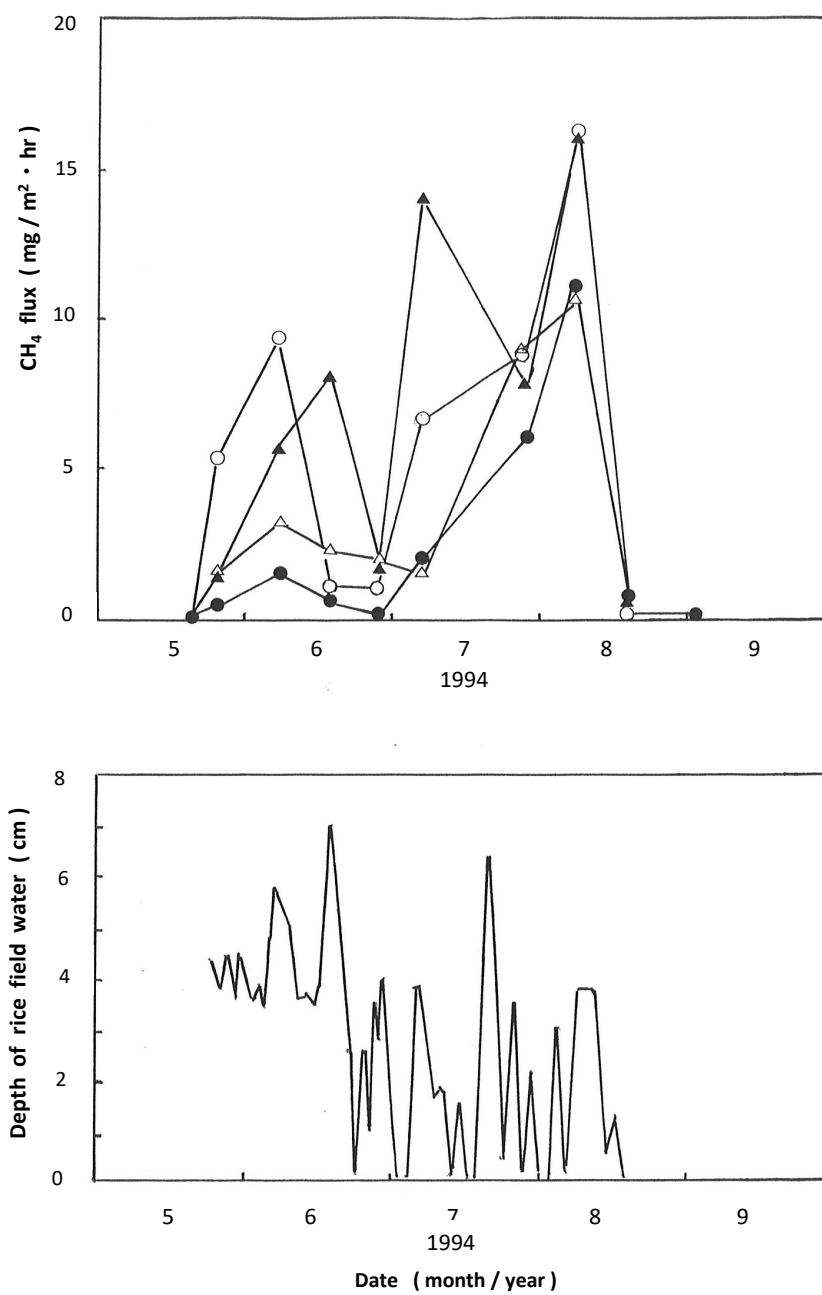 20
15
10
5
0
CH₄ flux ( mg / m² · hr )
5 6 7 8 9
1994
8
6
4
2
0
Depth of rice field water ( cm )
5 6 7 8 9
1994
Date ( month / year )